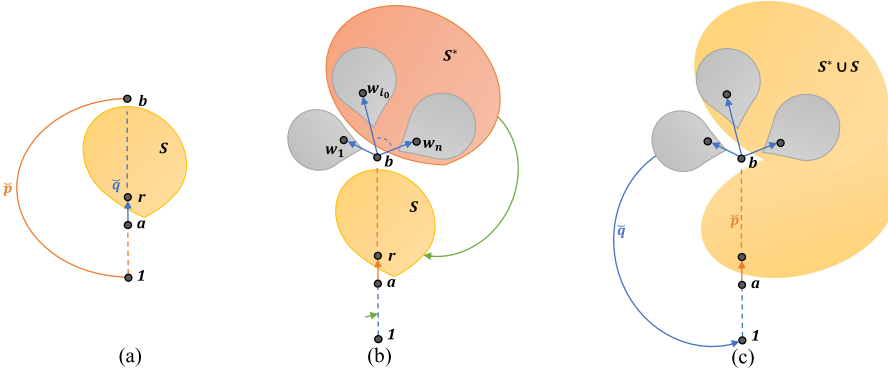 b
S
p̆
q̆
r
a
1
(a)
S*
w_{i_0}
w_1
w_n
b
S
r
a
1
(b)
S* ∪ S
b
p̆
q̆
a
1
(c)